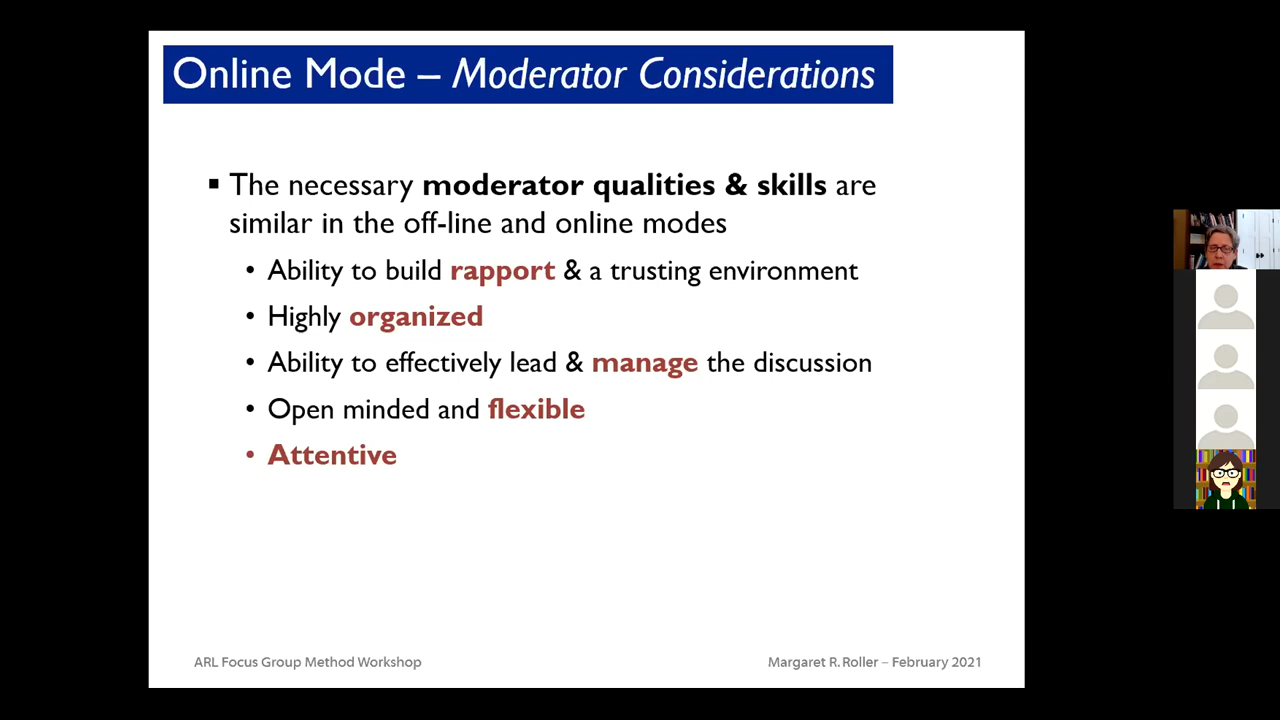 Online Mode – Moderator Considerations
▪ The necessary moderator qualities & skills are
similar in the off-line and online modes
• Ability to build rapport & a trusting environment
• Highly organized
• Ability to effectively lead & manage the discussion
• Open minded and flexible
• Attentive
ARL Focus Group Method Workshop
Margaret R. Roller – February 2021